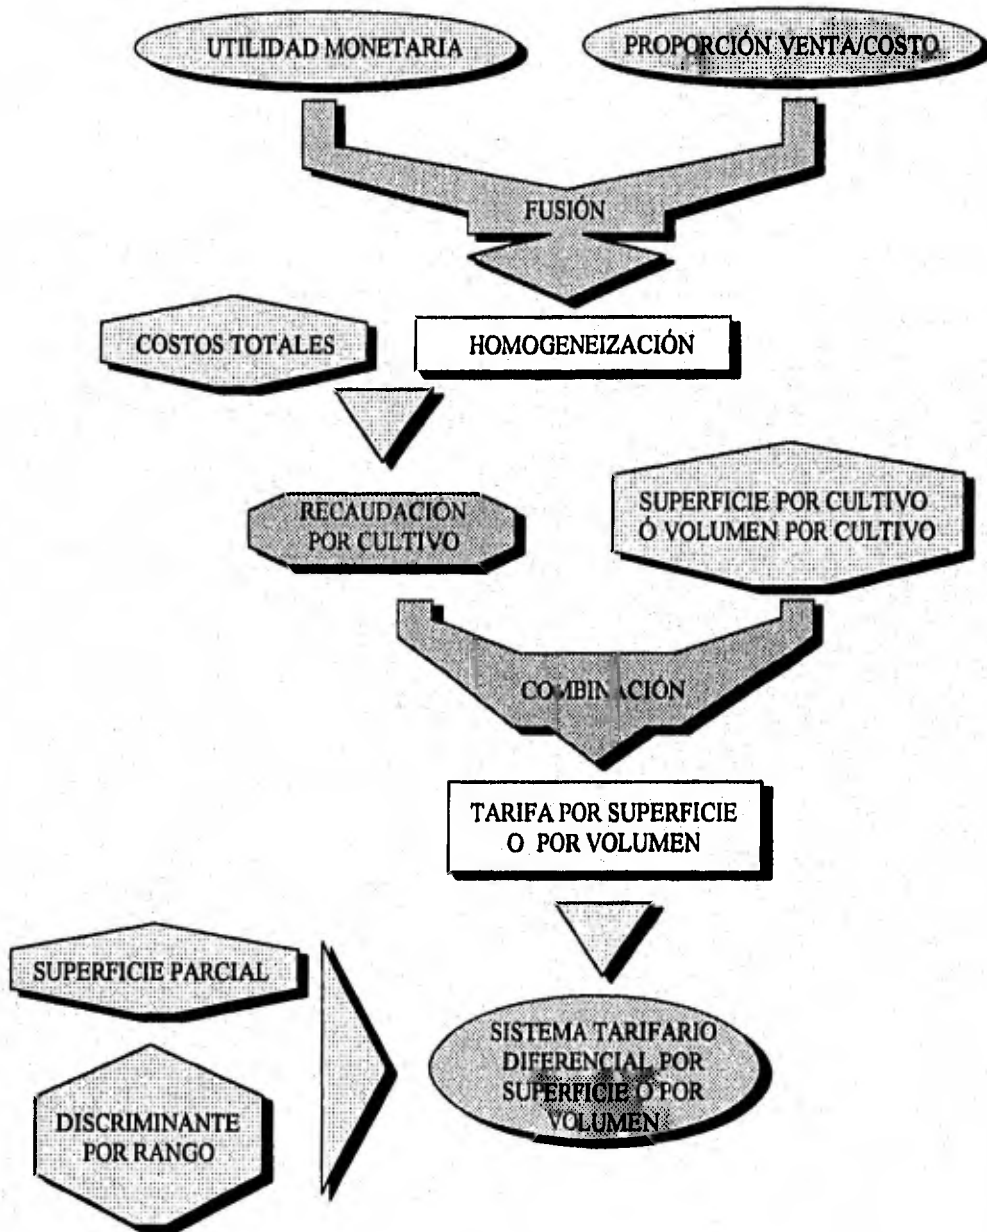 UTILIDAD MONETARIA
PROPORCIÓN VENTA/COSTO
FUSIÓN
COSTOS TOTALES
HOMOGENEIZACIÓN
RECAUDACIÓN
POR CULTIVO
SUPERFICIE POR CULTIVO
Ó VOLUMEN POR CULTIVO
COMBINACIÓN
TARIFA POR SUPERFICIE
O POR VOLUMEN
SUPERFICIE PARCIAL
DISCRIMINANTE
POR RANGO
SISTEMA TARIFARIO
DIFERENCIAL POR
SUPERFICIE O POR
VOLUMEN